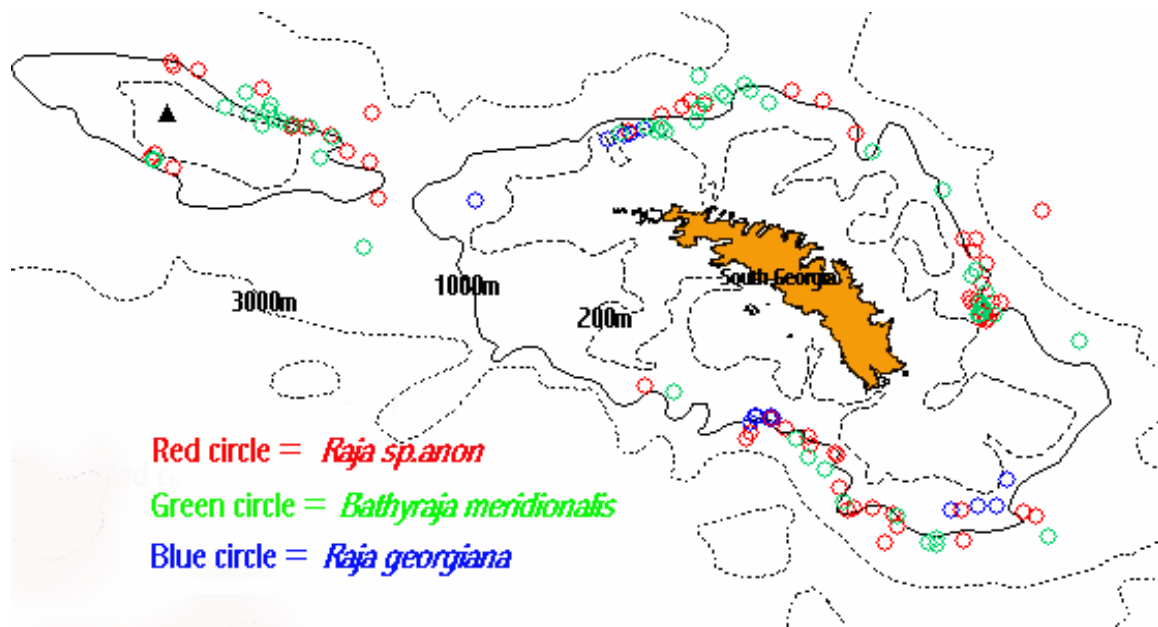 South Georgia
3000m
1000m
200m
Red circle = Raja sp.anon
Green circle = Bathyraja meridionalis
Blue circle = Raja georgiana